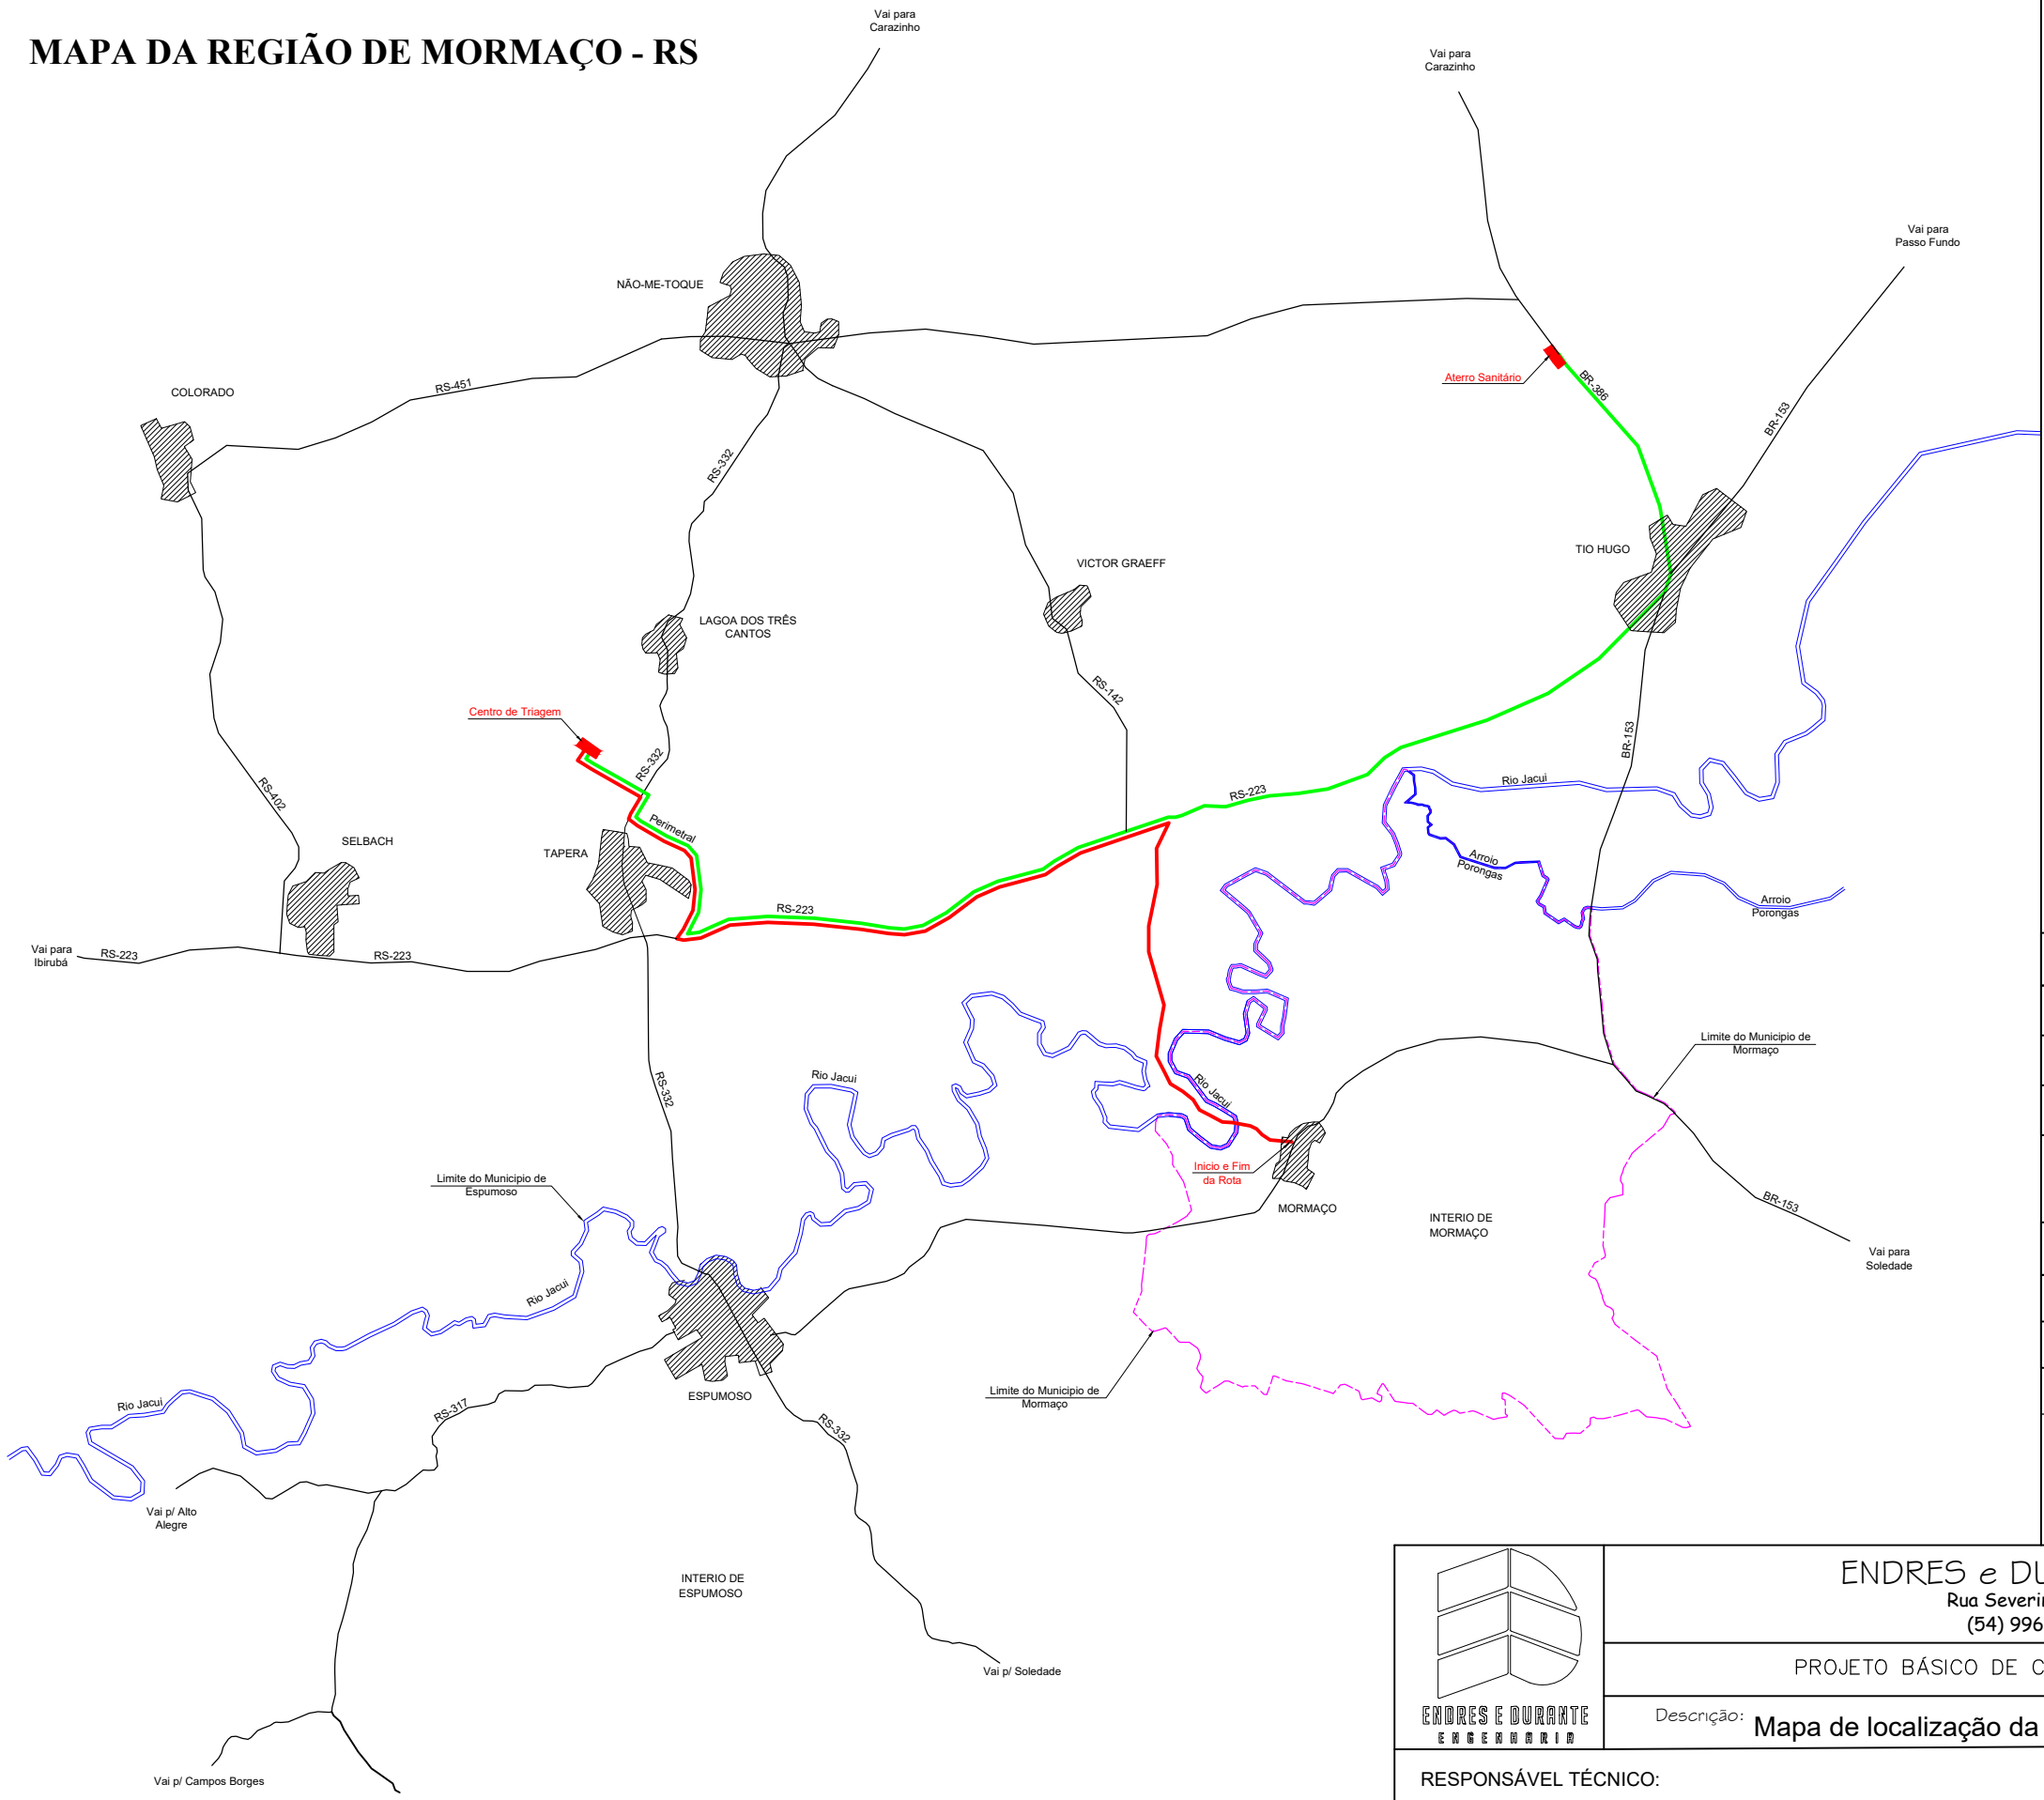 MAPA DA REGIÃO DE MORMAÇO - RS
Vai para
Carazinho
Vai para
Carazinho
Vai para
Passo Fundo
NÃO-ME-TOQUE
COLORADO
RS-451
Aterro Sanitário
BR-386
BR-153
RS-332
TIO HUGO
VICTOR GRAEFF
LAGOA DOS TRÊS
CANTOS
RS-142
Centro de Triagem
RS-332
BR-153
RS-402
RS-223
Rio Jacui
Perimetral
SELBACH
TAPERA
Arroio
Porongas
Arroio
Porongas
RS-223
Vai para
Ibirubá
RS-223
RS-223
Limite do Municipio de
Mormaço
RS-332
Rio Jacui
Rio Jacui
Inicio e Fim
da Rota
Limite do Municipio de
Espumoso
MORMAÇO
INTERIO DE
MORMAÇO
BR-153
Vai para
Soledade
Rio Jacui
Rio Jacui
RS-317
ESPUMOSO
Limite do Municipio de
Mormaço
RS-332
Vai p/ Alto
Alegre
INTERIO DE
ESPUMOSO
Vai p/ Soledade
Vai p/ Campos Borges
ENDRES E DURANTE
ENGENHARIA
ENDRES e DU
Rua Severi
(54) 996
PROJETO BÁSICO DE C
Descrição: Mapa de localização da
RESPONSÁVEL TÉCNICO: